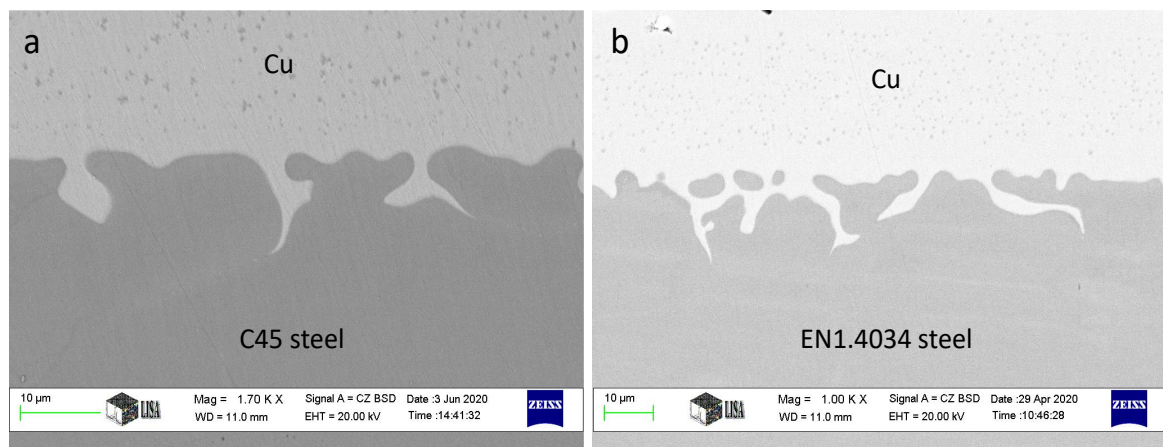 a
Cu
C45 steel
10 µm
LISA
Mag = 1.70 K X
WD = 11.0 mm
Signal A = CZ BSD
EHT = 20.00 kV
Date :3 Jun 2020
Time :14:41:32
ZEISS
b
Cu
EN1.4034 steel
10 µm
LISA
Mag = 1.00 K X
WD = 11.0 mm
Signal A = CZ BSD
EHT = 20.00 kV
Date :29 Apr 2020
Time :10:46:28
ZEISS